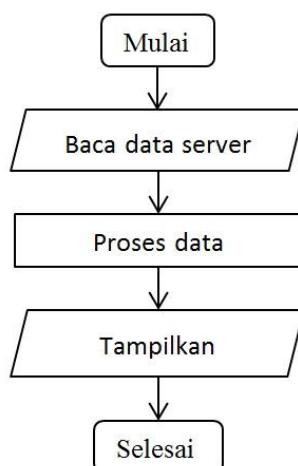 Mulai
Baca data server
Proses data
Tampilkan
Selesai